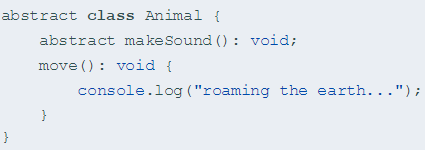 abstract class Animal {
    abstract makeSound(): void;
    move(): void {
        console.log("roaming the earth...");
    }
}